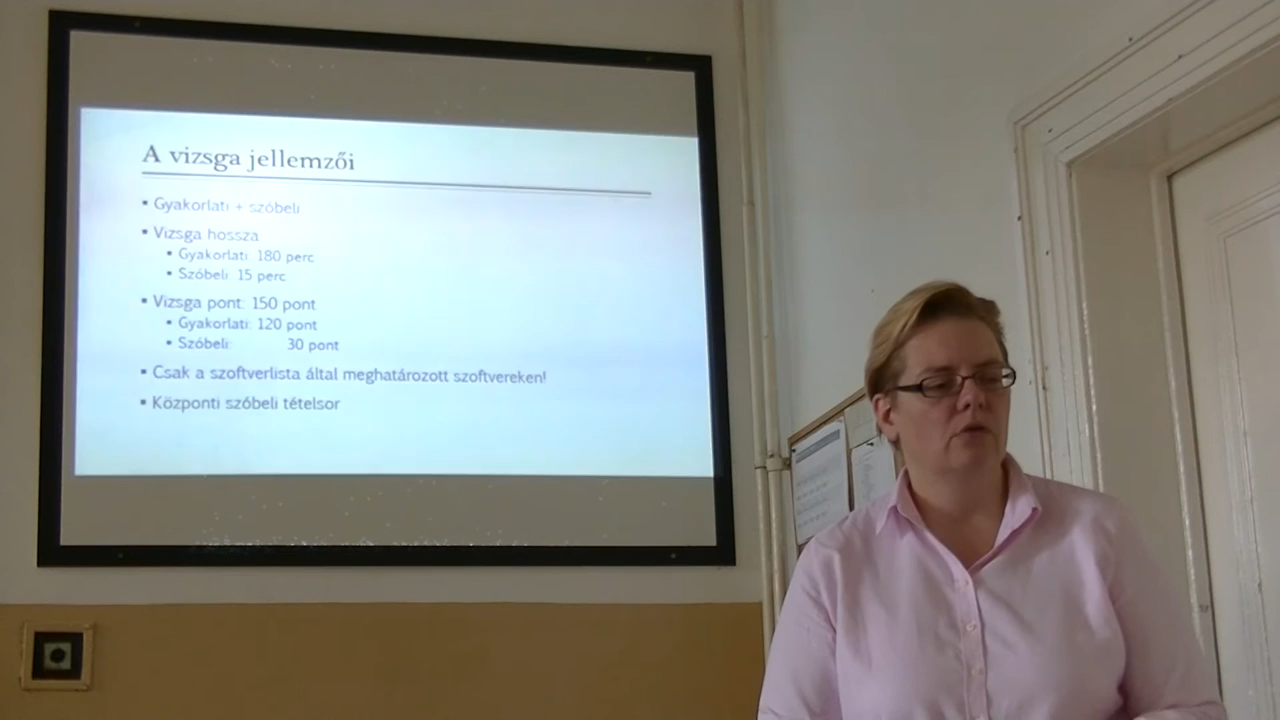 A vizsga jellemzői
▪ Gyakorlati + szóbeli
▪ Vizsga hossza
▪ Gyakorlati: 180 perc
▪ Szóbeli: 15 perc
▪ Vizsga pont: 150 pont
▪ Gyakorlati: 120 pont
▪ Szóbeli: 30 pont
▪ Csak a szoftverlista által meghatározott szoftvereken!
▪ Központi szóbeli tételsor